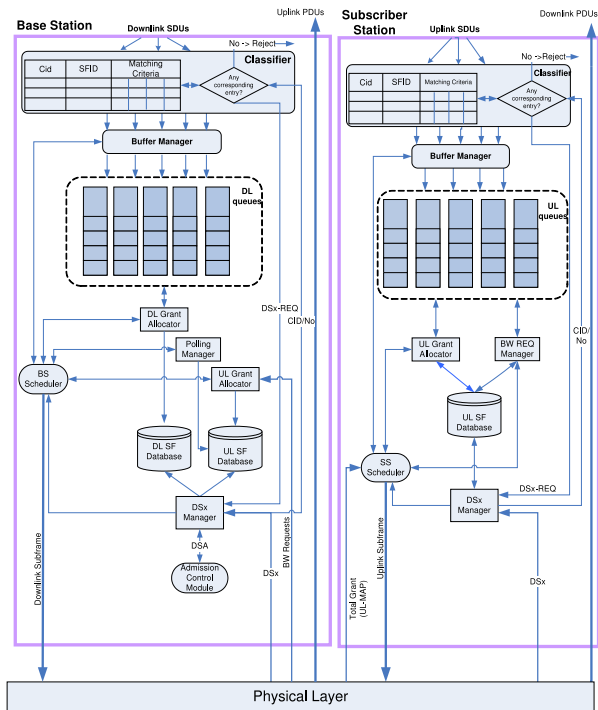 Base Station
Downlink SDUs
Uplink PDUs
No -> Reject
Classifier
Cid
SFID
Matching
Criteria
Any
corresponding
entry?
Buffer Manager
DL
queues
DL Grant
Allocator
DSx-REQ
CID/No
Polling
Manager
BS
Scheduler
UL Grant
Allocator
DL SF
Database
UL SF
Database
DSx
Manager
DSA
Admission
Control
Module
Downlink Subframe
DSx
BW Requests
Subscriber
Station
Uplink SDUs
Downlink PDUs
No ->Reject
Classifier
Cid
SFID
Matching Criteria
Any
corresponding
entry?
Buffer Manager
UL
queues
CID/
No
UL Grant
Allocator
BW REQ
Manager
UL SF
Database
SS
Scheduler
DSx-REQ
DSx
Manager
Total Grant
(UL-MAP)
Uplink Subframe
DSx
Physical Layer